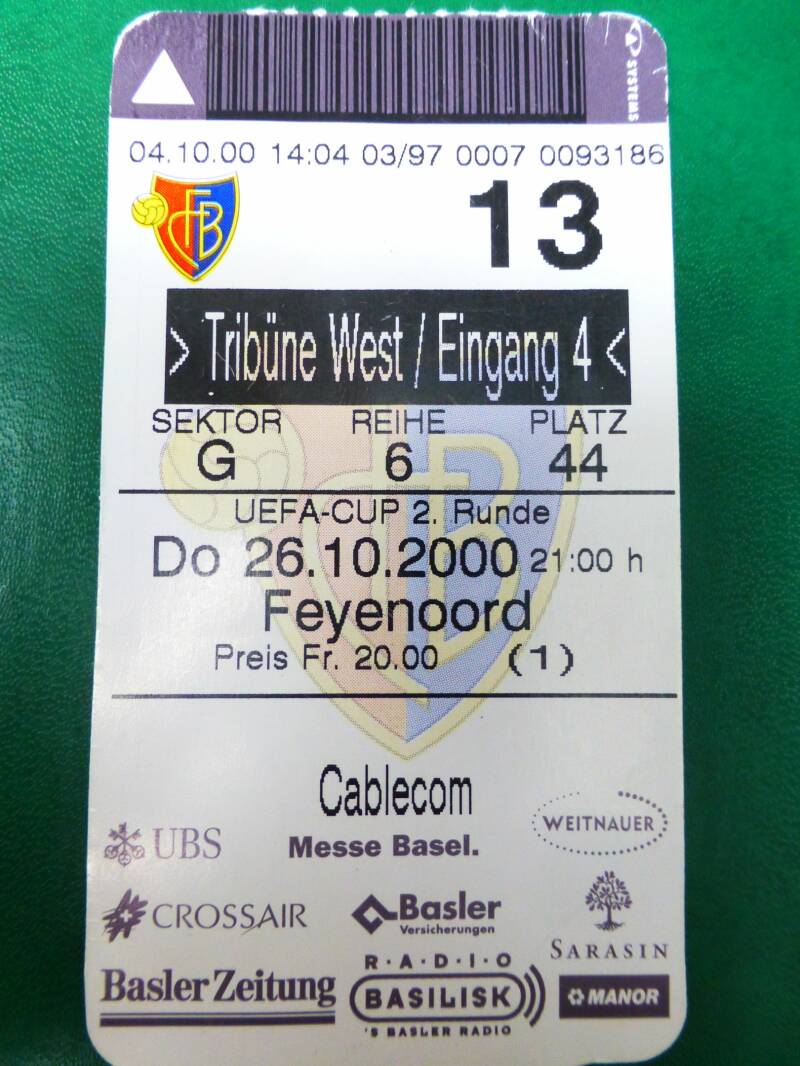 SYSTEMS
04.10.00 14:04 03/97 0007 0093186
FCB
13
> Tribüne West / Eingang 4 <
SEKTOR REIHE PLATZ
G 6 44
UEFA-CUP 2. Runde
Do 26.10.2000 21:00 h
Feyenoord
Preis Fr. 20.00 (1)
Cablecom
UBS Messe Basel. WEITNAUER
CROSSAIR Basler Versicherungen SARASIN
Basler Zeitung R·A·D·I·O BASILISK MANOR
'S BASLER RADIO